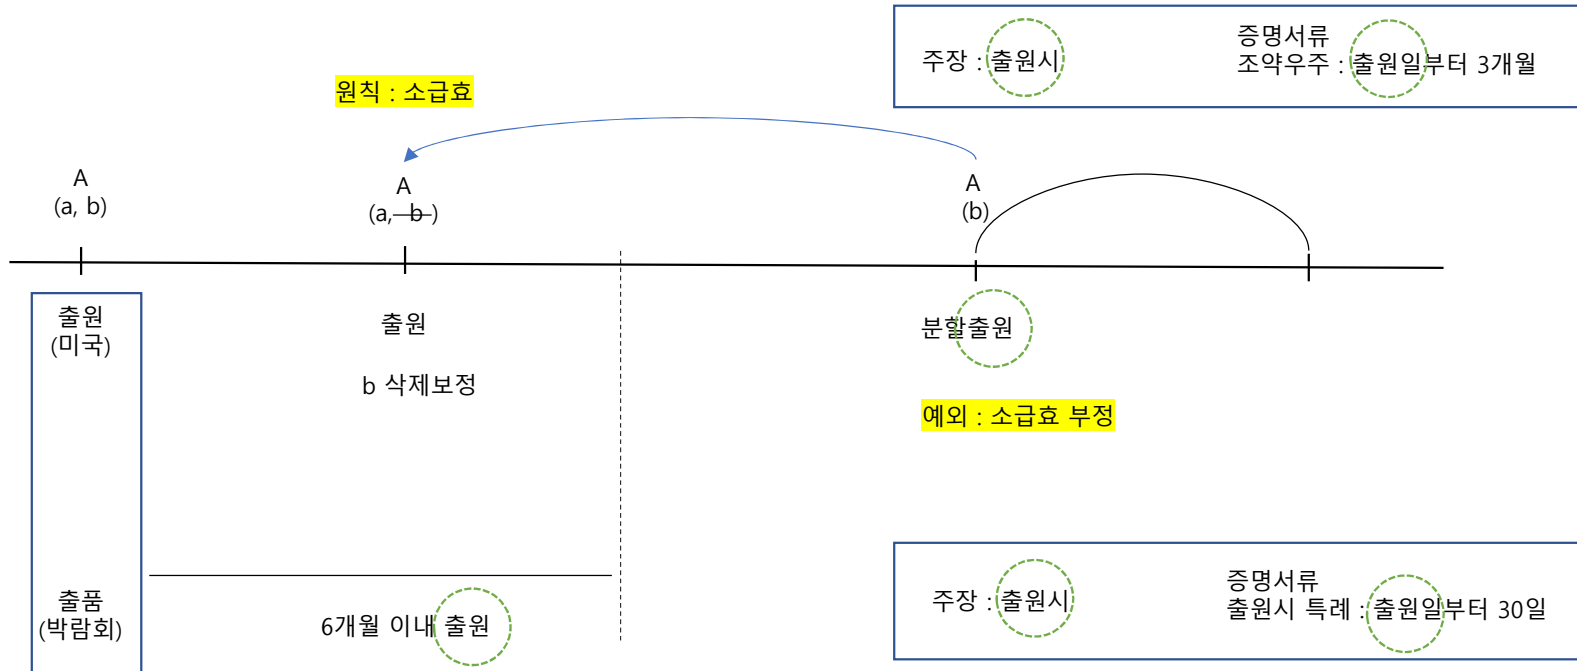 주장 : 출원시
증명서류
조약우주 : 출원일부터 3개월
원칙 : 소급효
A
(a, b)
A
(a, b )
A
(b)
출원
(미국)
출원
b 삭제보정
분할출원
예외 : 소급효 부정
출품
(박람회)
6개월 이내 출원
주장 : 출원시
증명서류
출원시 특례 : 출원일부터 30일